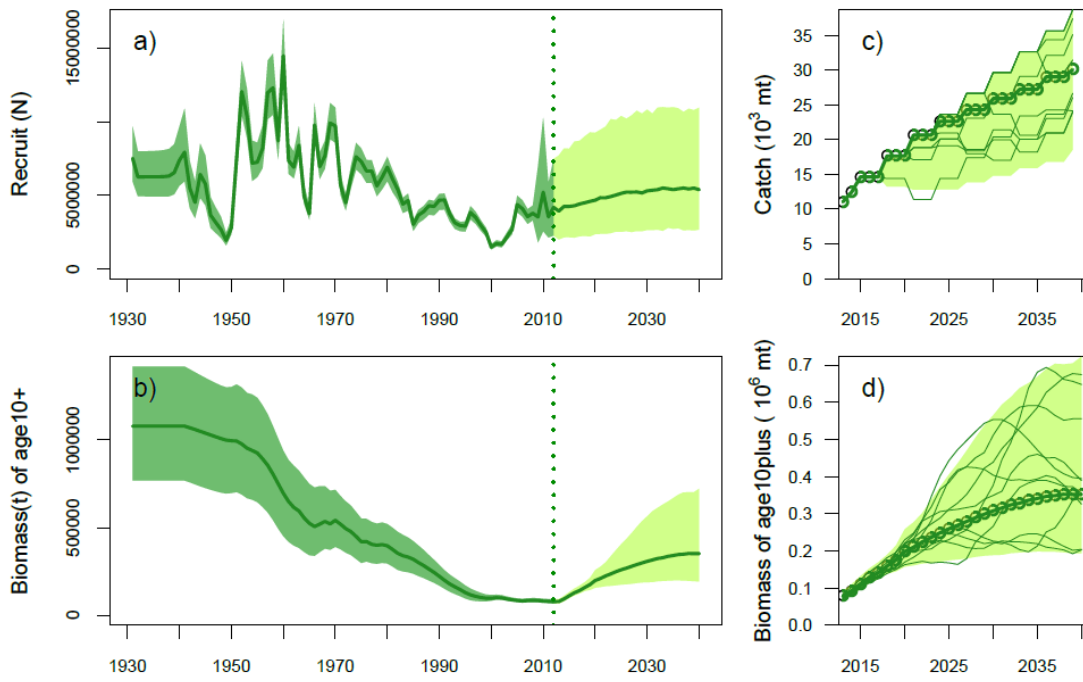 a)
Recruit (N)
15000000
5000000
0
1930 1950 1970 1990 2010 2030
b)
Biomass(t) of age10+
1000000
500000
0
1930 1950 1970 1990 2010 2030
c)
Catch (10³ mt)
35
30
25
20
15
10
5
0
2015 2025 2035
d)
Biomass of age10plus ( 10⁶ mt)
0.7
0.6
0.5
0.4
0.3
0.2
0.1
0.0
2015 2025 2035